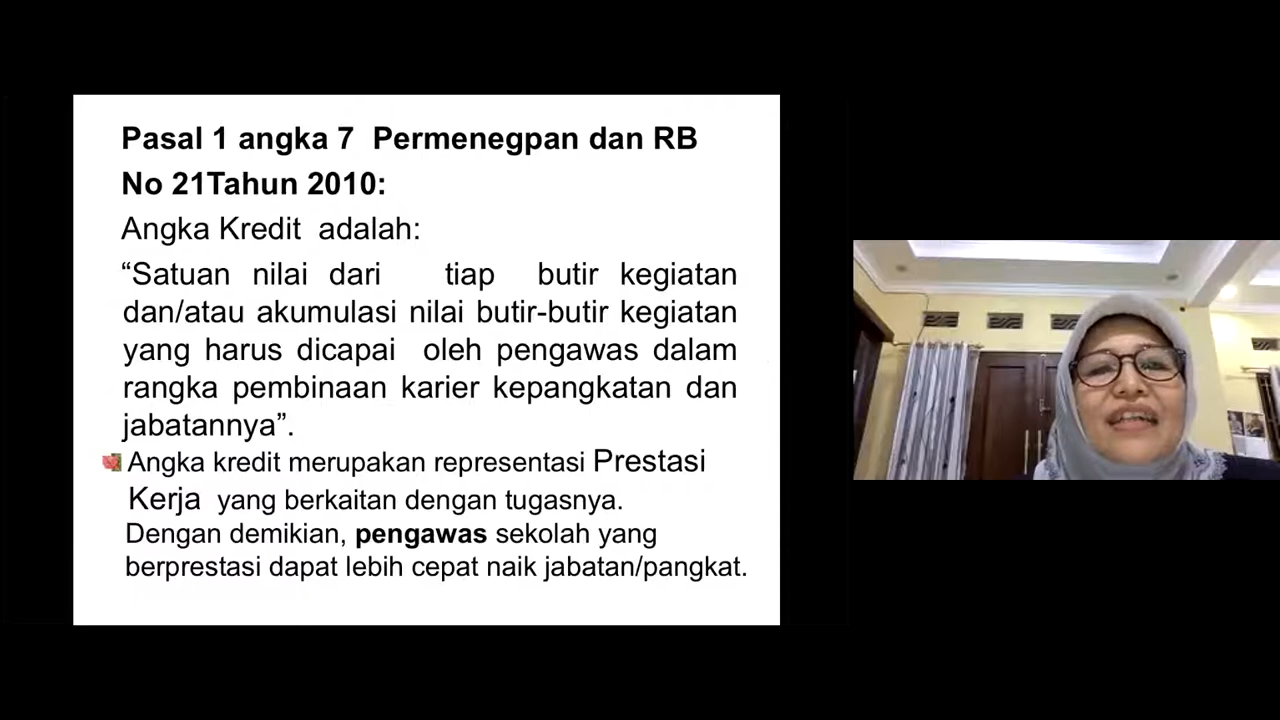 Pasal 1 angka 7 Permenegpan dan RB
No 21Tahun 2010:
Angka Kredit adalah:
“Satuan nilai dari tiap butir kegiatan
dan/atau akumulasi nilai butir-butir kegiatan
yang harus dicapai oleh pengawas dalam
rangka pembinaan karier kepangkatan dan
jabatannya”.
Angka kredit merupakan representasi Prestasi
Kerja yang berkaitan dengan tugasnya.
Dengan demikian, pengawas sekolah yang
berprestasi dapat lebih cepat naik jabatan/pangkat.